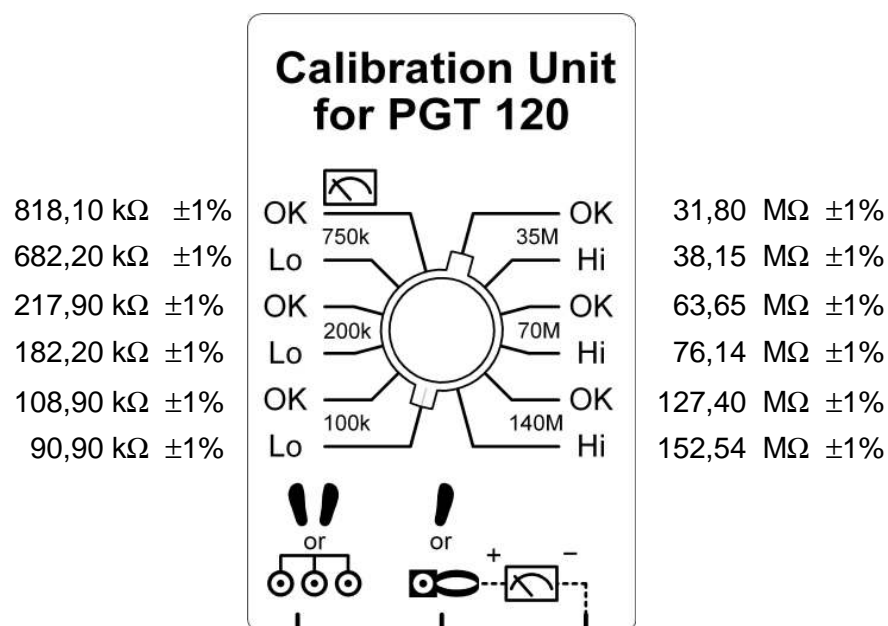 Calibration Unit
for PGT 120
818,10 kΩ ±1% OK 750k 35M OK 31,80 MΩ ±1%
682,20 kΩ ±1% Lo Hi 38,15 MΩ ±1%
217,90 kΩ ±1% OK 200k 70M OK 63,65 MΩ ±1%
182,20 kΩ ±1% Lo Hi 76,14 MΩ ±1%
108,90 kΩ ±1% OK 100k 140M OK 127,40 MΩ ±1%
90,90 kΩ ±1% Lo Hi 152,54 MΩ ±1%
or or
+ −